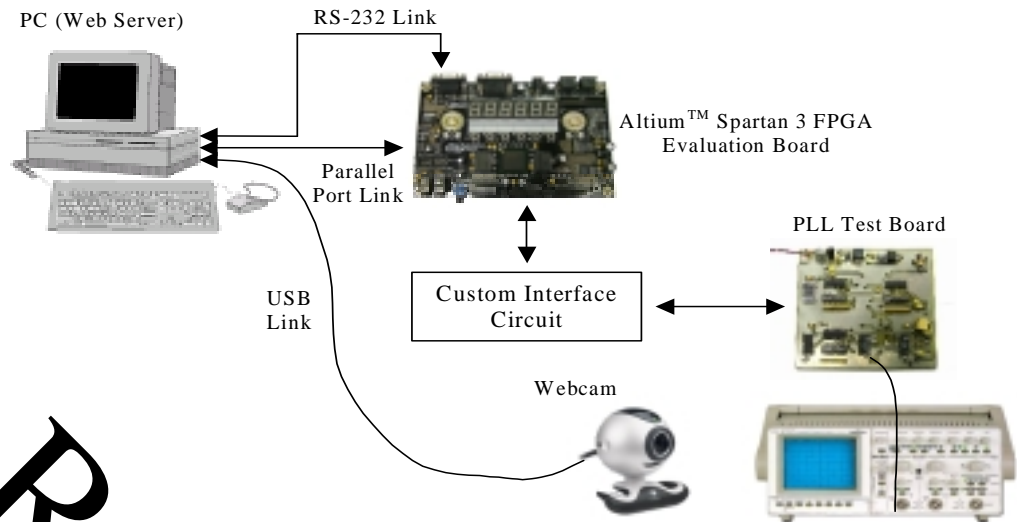 PC (Web Server)
RS-232 Link
Altium™ Spartan 3 FPGA
Evaluation Board
Parallel
Port Link
PLL Test Board
USB
Link
Custom Interface
Circuit
Webcam
R